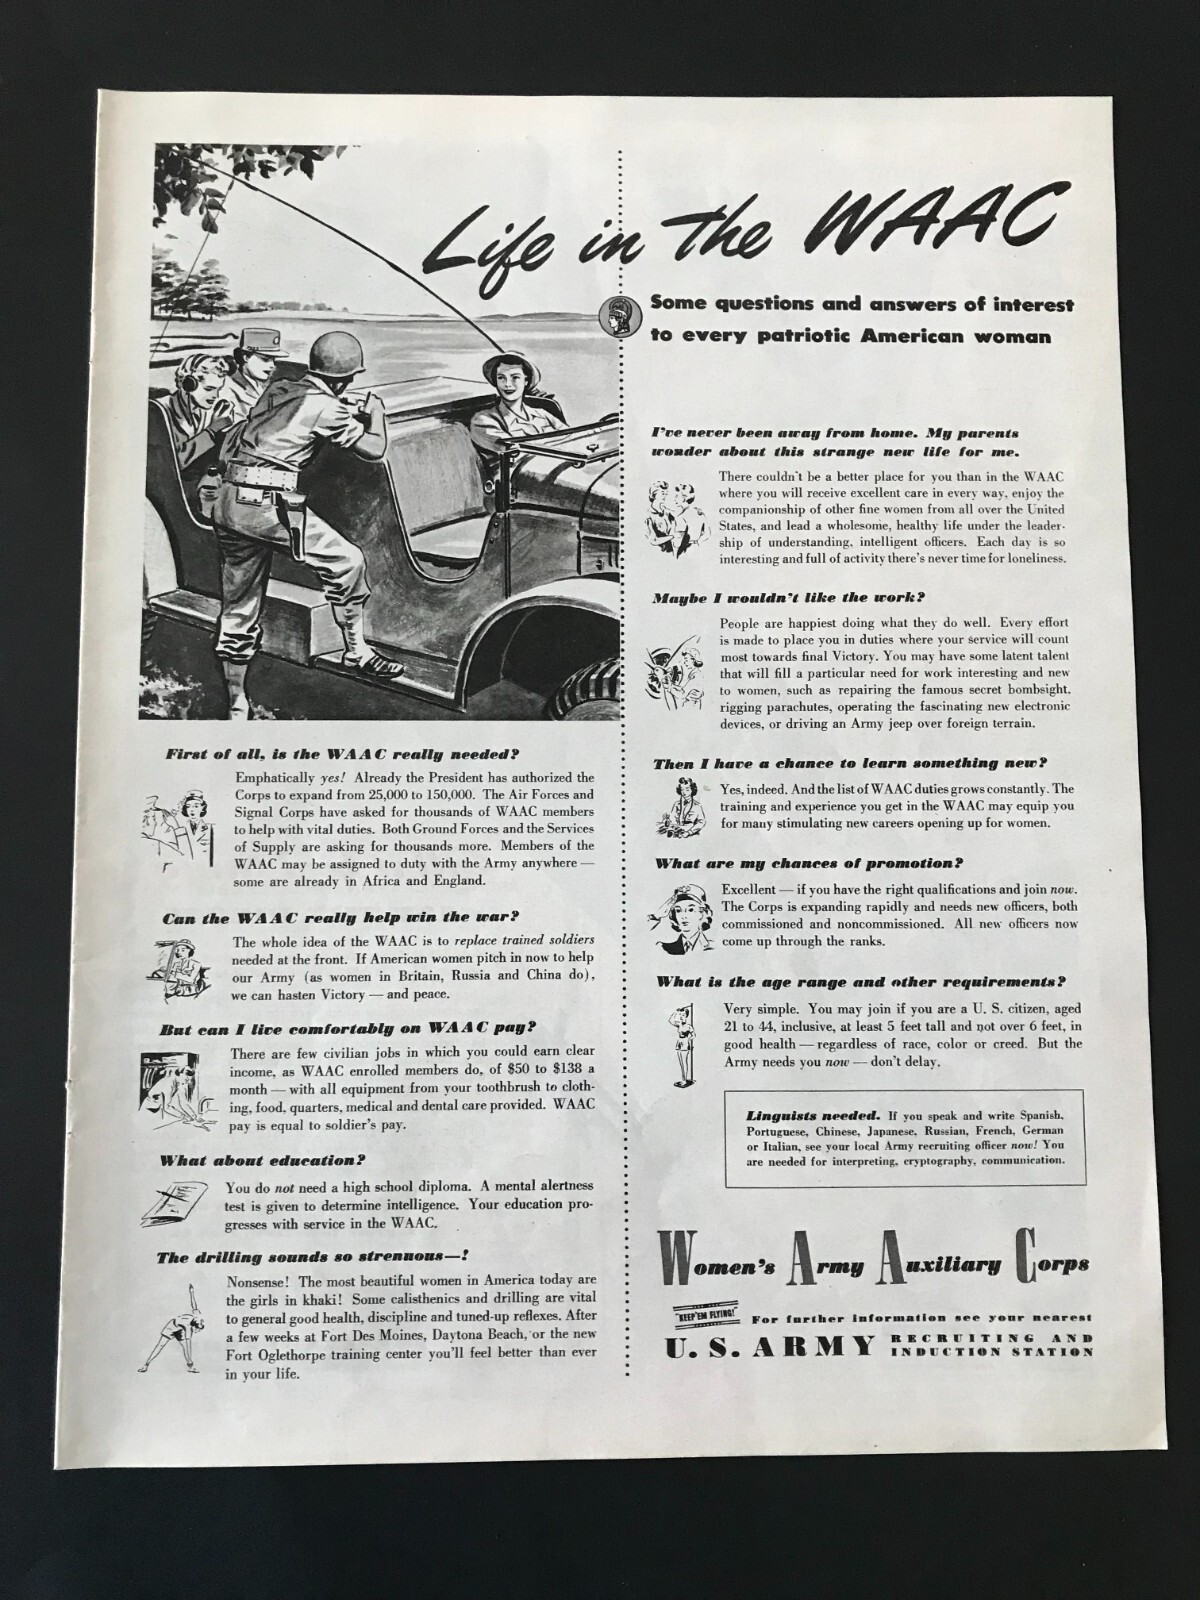 Life in the WAAC
Some questions and answers of interest
to every patriotic American woman
First of all, is the WAAC really needed?
Emphatically yes! Already the President has authorized the
Corps to expand from 25,000 to 150,000. The Air Forces and
Signal Corps have asked for thousands of WAAC members
to help with vital duties. Both Ground Forces and the Services
of Supply are asking for thousands more. Members of the
WAAC may be assigned to duty with the Army anywhere —
some are already in Africa and England.
Can the WAAC really help win the war?
The whole idea of the WAAC is to replace trained soldiers
needed at the front. If American women pitch in now to help
our Army (as women in Britain, Russia and China do),
we can hasten Victory — and peace.
But can I live comfortably on WAAC pay?
There are few civilian jobs in which you could earn clear
income, as WAAC enrolled members do, of $50 to $138 a
month — with all equipment from your toothbrush to cloth-
ing, food, quarters, medical and dental care provided. WAAC
pay is equal to soldier's pay.
What about education?
You do not need a high school diploma. A mental alertness
test is given to determine intelligence. Your education pro-
gresses with service in the WAAC.
The drilling sounds so strenuous—!
Nonsense! The most beautiful women in America today are
the girls in khaki! Some calisthenics and drilling are vital
to general good health, discipline and tuned-up reflexes. After
a few weeks at Fort Des Moines, Daytona Beach, or the new
Fort Oglethorpe training center you'll feel better than ever
in your life.
I've never been away from home. My parents
wonder about this strange new life for me.
There couldn't be a better place for you than in the WAAC
where you will receive excellent care in every way, enjoy the
companionship of other fine women from all over the United
States, and lead a wholesome, healthy life under the leader-
ship of understanding, intelligent officers. Each day is so
interesting and full of activity there's never time for loneliness.
Maybe I wouldn't like the work?
People are happiest doing what they do well. Every effort
is made to place you in duties where your service will count
most towards final Victory. You may have some latent talent
that will fill a particular need for work interesting and new
to women, such as repairing the famous secret bombsight,
rigging parachutes, operating the fascinating new electronic
devices, or driving an Army jeep over foreign terrain.
Then I have a chance to learn something new?
Yes, indeed. And the list of WAAC duties grows constantly. The
training and experience you get in the WAAC may equip you
for many stimulating new careers opening up for women.
What are my chances of promotion?
Excellent — if you have the right qualifications and join now.
The Corps is expanding rapidly and needs new officers, both
commissioned and noncommissioned. All new officers now
come up through the ranks.
What is the age range and other requirements?
Very simple. You may join if you are a U. S. citizen, aged
21 to 44, inclusive, at least 5 feet tall and not over 6 feet, in
good health — regardless of race, color or creed. But the
Army needs you now — don't delay.
Linguists needed. If you speak and write Spanish,
Portuguese, Chinese, Japanese, Russian, French, German
or Italian, see your local Army recruiting officer now! You
are needed for interpreting, cryptography, communication.
Women's Army Auxiliary Corps
"KEEP 'EM FLYING!"
For further information see your nearest
U. S. ARMY RECRUITING AND
INDUCTION STATION